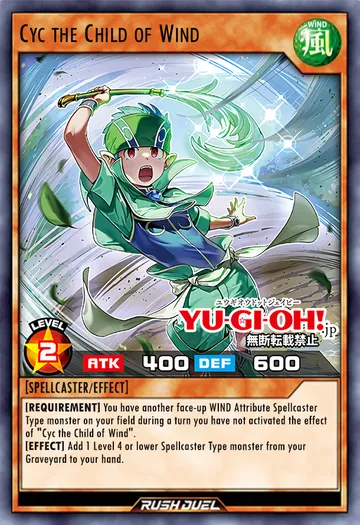 CYC THE CHILD OF WIND
WIND
風
ユウギオウドットジェイピー
YU-GI-OH!.jp
無断転載禁止
LEVEL
2
ATK 400 DEF 600
[SPELLCASTER/EFFECT]
[REQUIREMENT] You have another face-up WIND Attribute Spellcaster
Type monster on your field during a turn you have not activated the effect
of "Cyc the Child of Wind".
[EFFECT] Add 1 Level 4 or lower Spellcaster Type monster from your
Graveyard to your hand.
RUSH DUEL